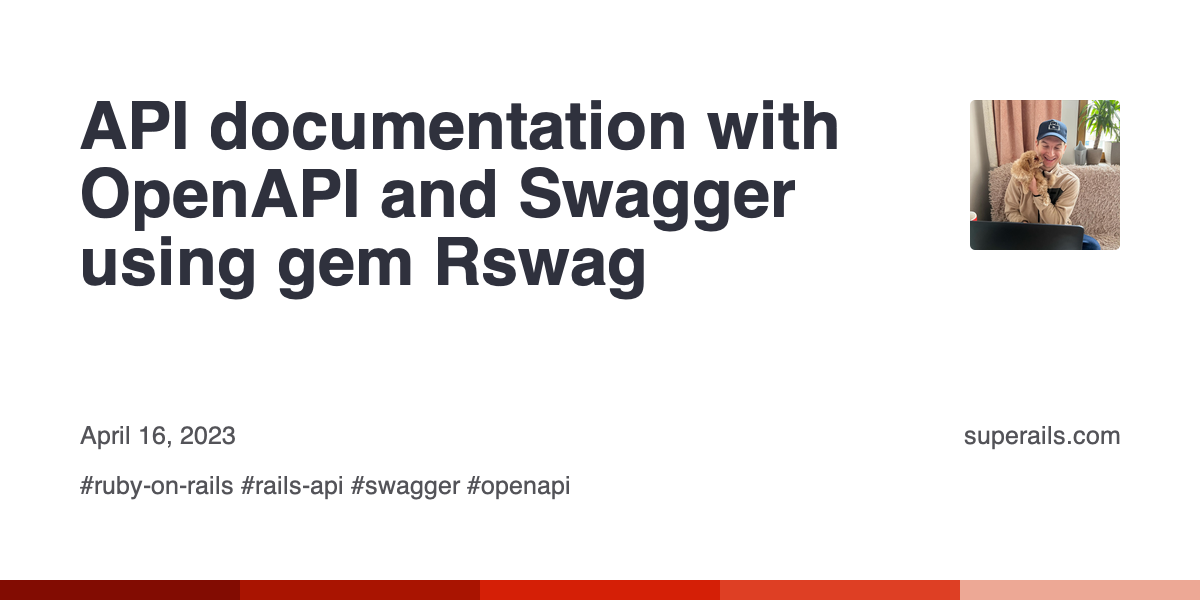 API documentation with
OpenAPI and Swagger
using gem Rswag
April 16, 2023
superails.com
#ruby-on-rails #rails-api #swagger #openapi